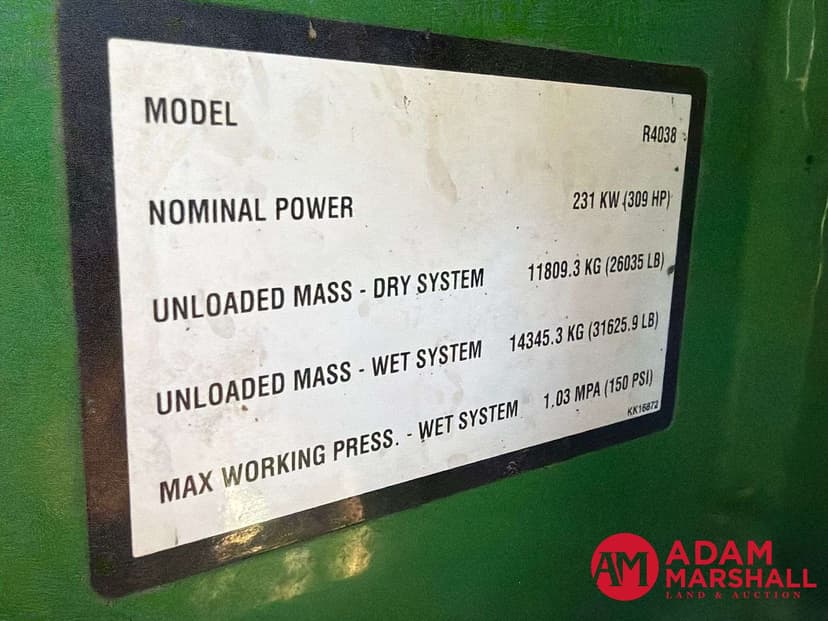 MODEL R4038
NOMINAL POWER 231 KW (309 HP)
UNLOADED MASS - DRY SYSTEM 11809.3 KG (26035 LB)
UNLOADED MASS - WET SYSTEM 14345.3 KG (31625.9 LB)
MAX WORKING PRESS. - WET SYSTEM 1.03 MPA (150 PSI)
KK16872
AM
ADAM
MARSHALL
LAND & AUCTION